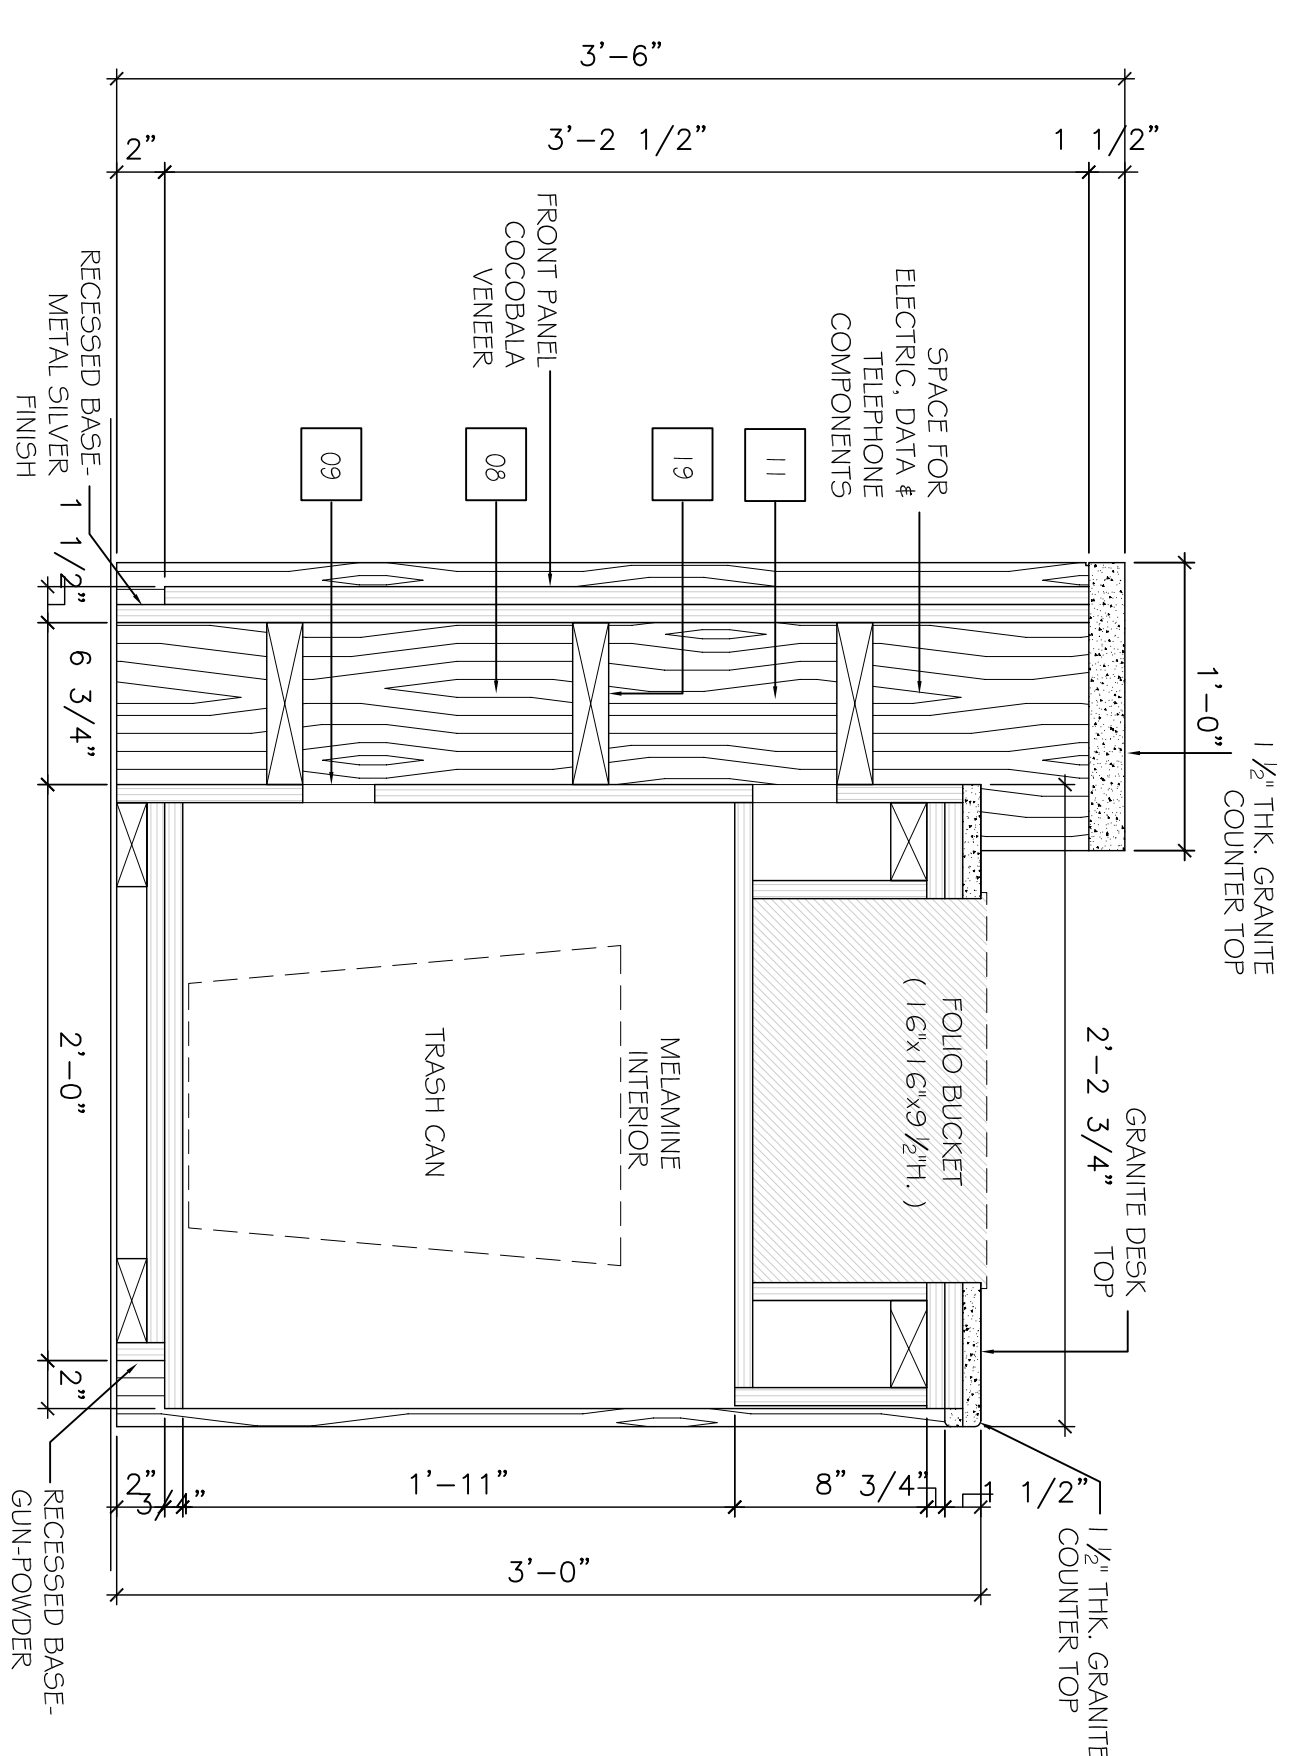 3'-6"
2"
3'-2 1/2"
1 1/2"
FRONT PANEL
COCOBALA
VENEER
SPACE FOR
ELECTRIC, DATA &
TELEPHONE
COMPONENTS
RECESSED BASE-
METAL SILVER
FINISH
09
08
19
11
1 1/2"
6 3/4"
2'-0"
2"
1'-0"
1 ½" THK. GRANITE
COUNTER TOP
2'-2 3/4"
GRANITE DESK
TOP
FOLIO BUCKET
( 16"x16"x9 ½"H. )
MELAMINE
INTERIOR
TRASH CAN
2"
3/4"
1'-11"
8"
3/4"
1 1/2"
3'-0"
1 ½" THK. GRANITE
COUNTER TOP
RECESSED BASE-
GUN-POWDER